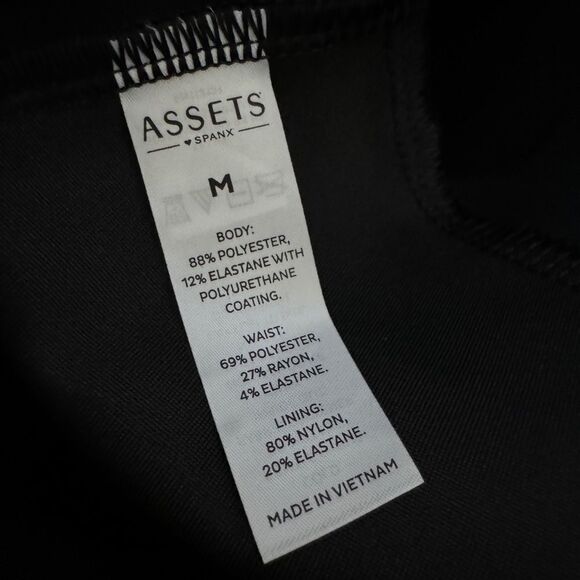 ASSETS
♥ SPANX
M
BODY:
88% POLYESTER,
12% ELASTANE WITH
POLYURETHANE
COATING.
WAIST:
69% POLYESTER,
27% RAYON,
4% ELASTANE.
LINING:
80% NYLON,
20% ELASTANE.
MADE IN VIETNAM